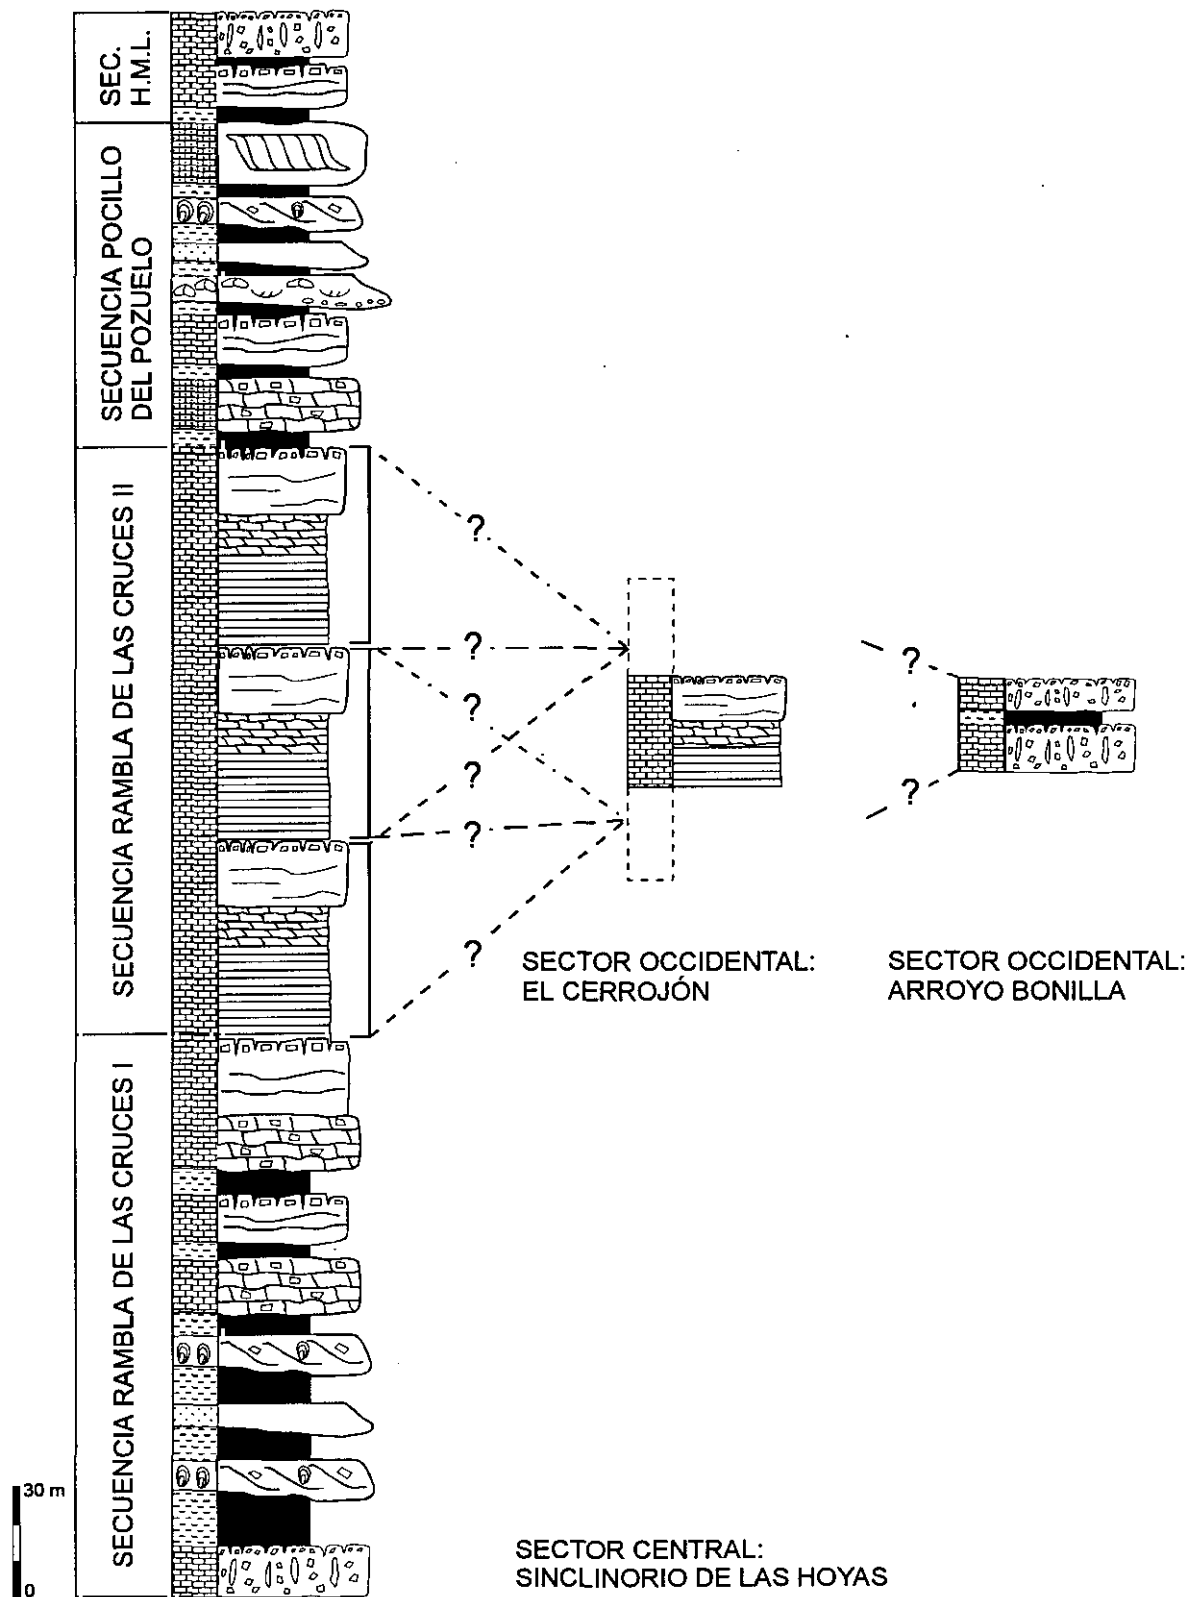 SEC.
H.M.L.
SECUENCIA POCILLO
DEL POZUELO
SECUENCIA RAMBLA DE LAS CRUCES II
SECUENCIA RAMBLA DE LAS CRUCES I
?
?
?
?
?
?
?
?
SECTOR OCCIDENTAL:
EL CERROJÓN
SECTOR OCCIDENTAL:
ARROYO BONILLA
30 m
0
SECTOR CENTRAL:
SINCLINORIO DE LAS HOYAS